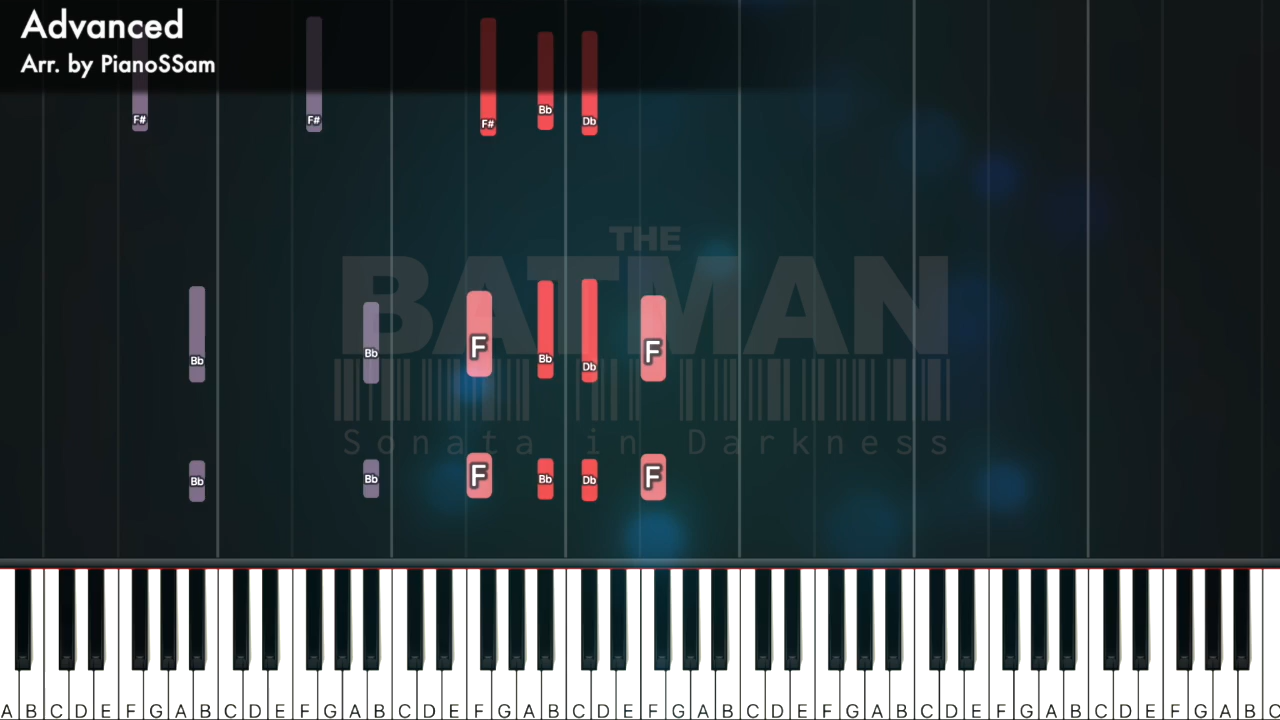 Advanced
Arr. by PianoSSam
F# F# F# Bb Db
THE
BATMAN
Bb Bb F Bb Db F
Sonata in Darkness
Bb Bb F Bb Db F
A B C D E F G A B C D E F G A B C D E F G A B C D E F G A B C D E F G A B C D E F G A B C D E F G A B C